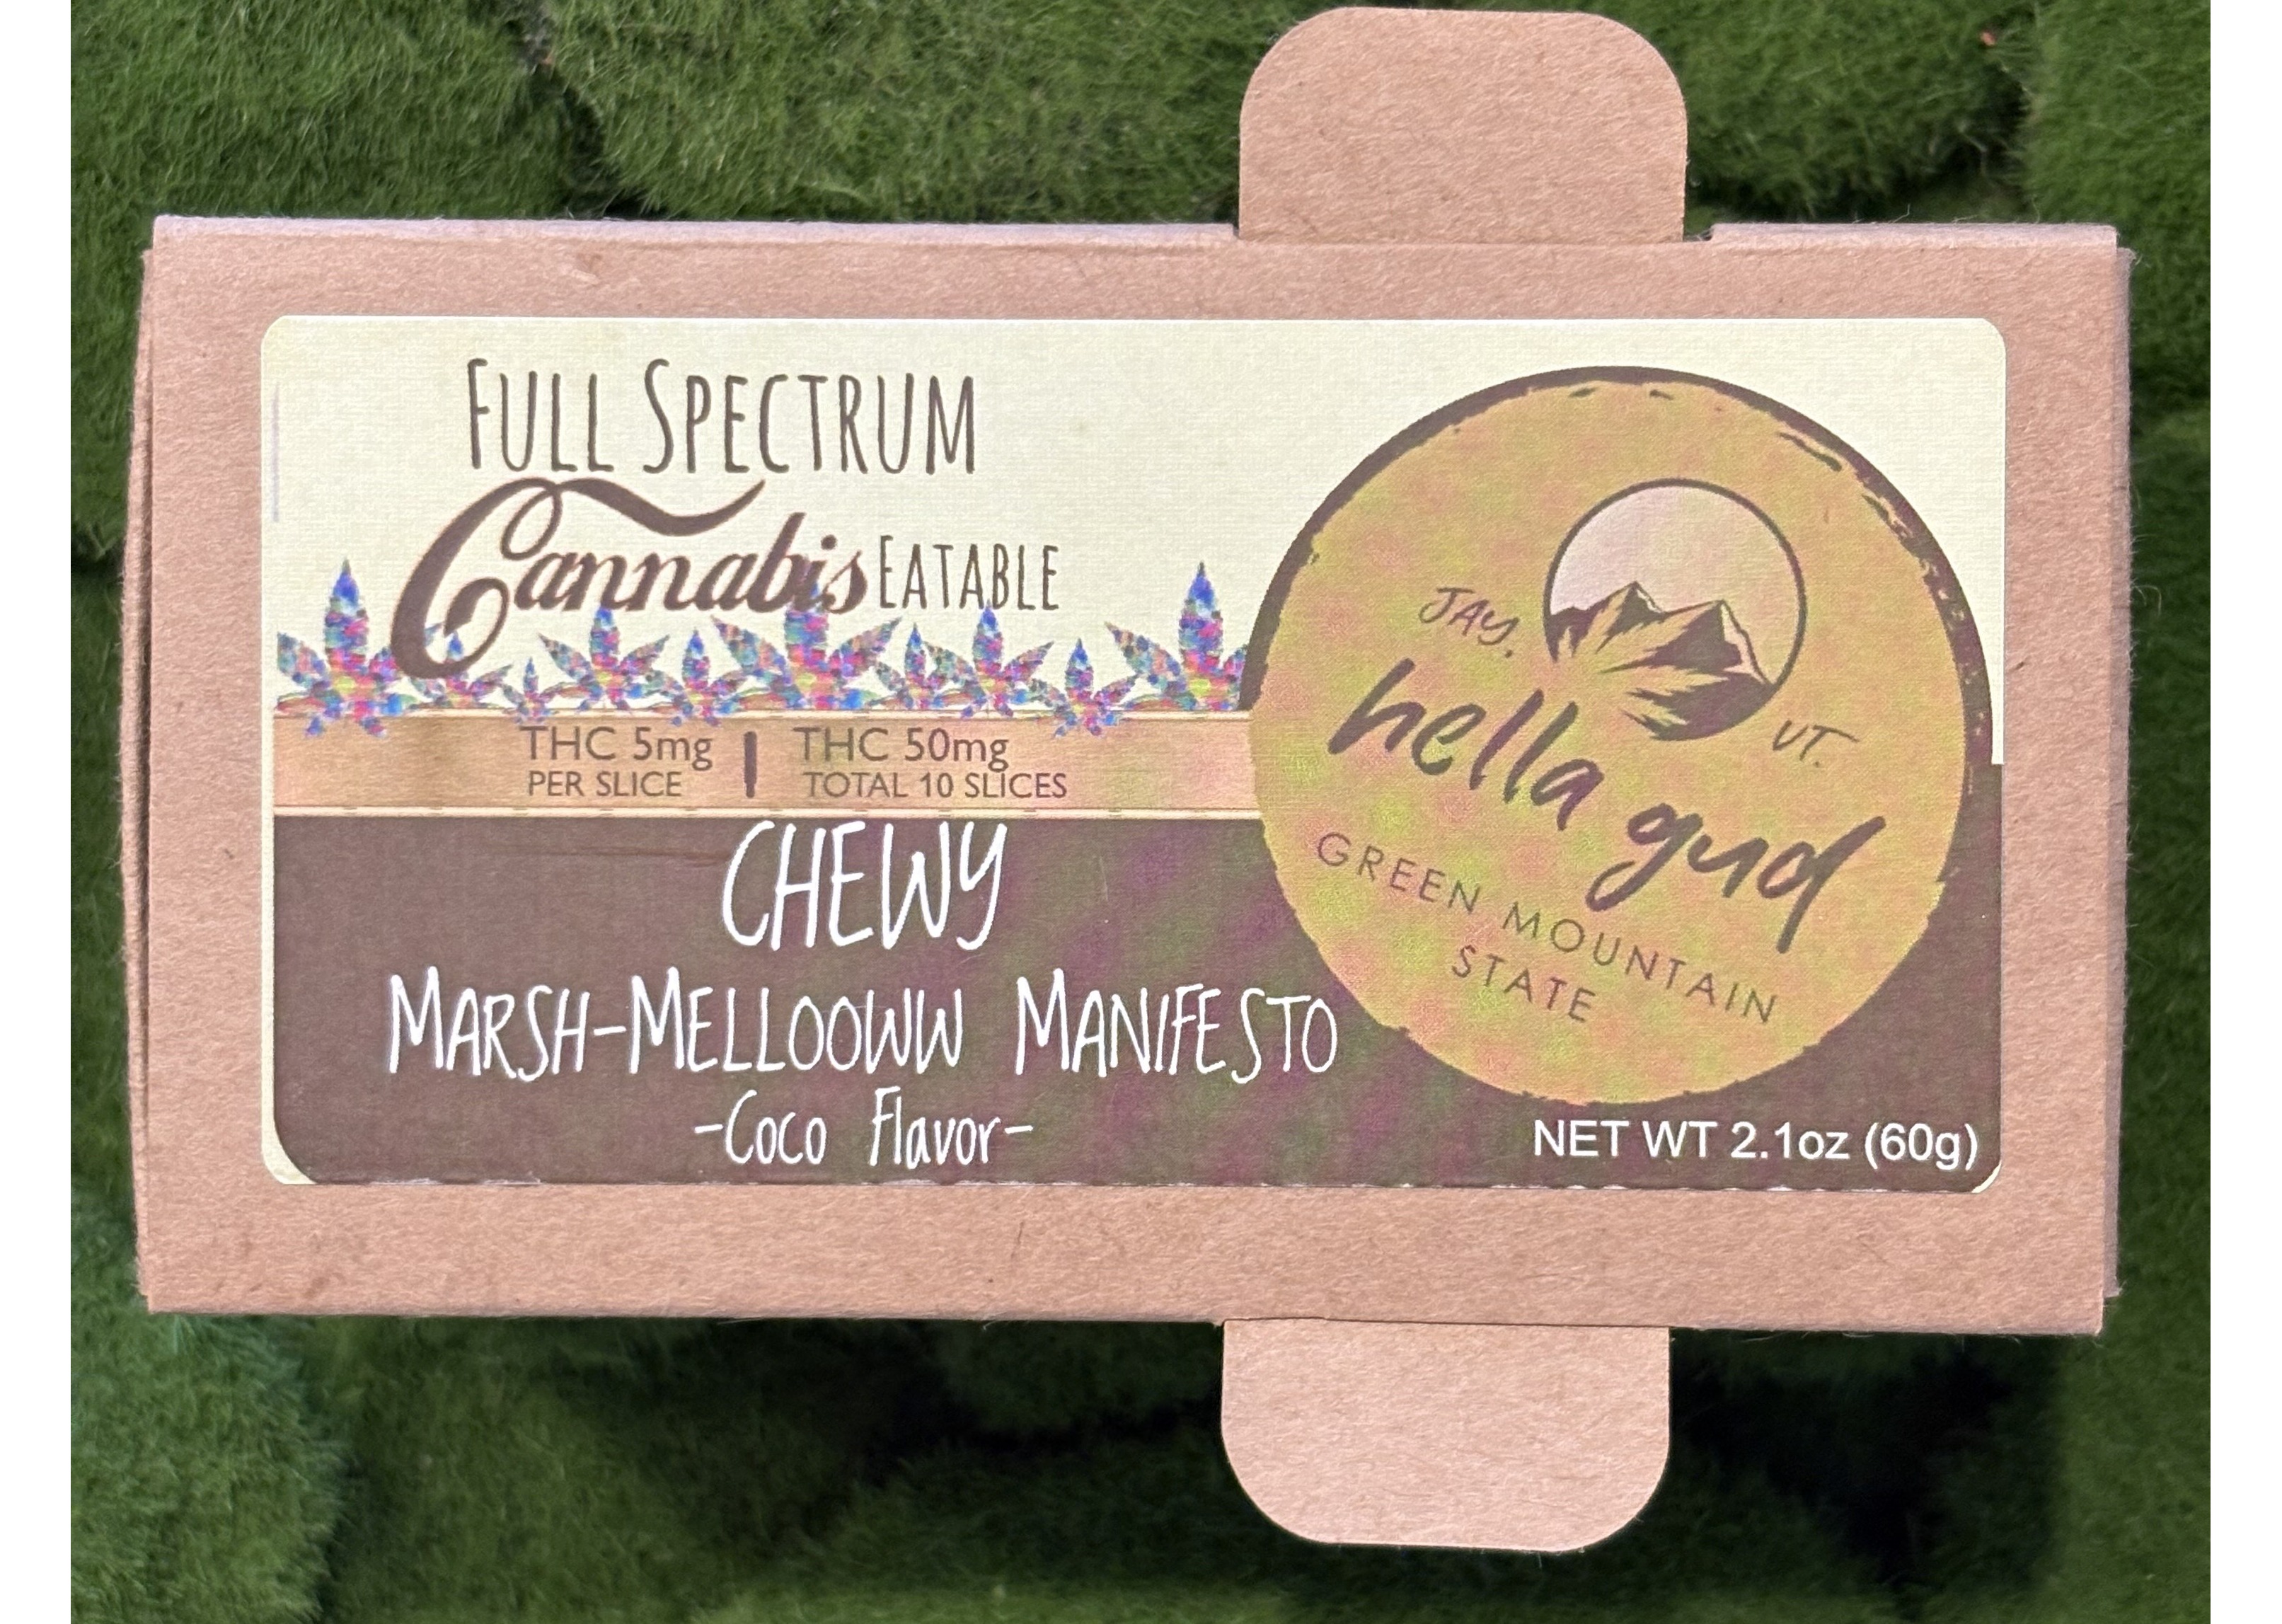 FULL SPECTRUM
Cannabis EATABLE
THC 5mg | THC 50mg
PER SLICE TOTAL 10 SLICES
CHEWY
MARSH-MELLOOWW MANIFESTO
-Coco Flavor-
JAY.
VT.
hella gud
GREEN MOUNTAIN
STATE
NET WT 2.1oz (60g)